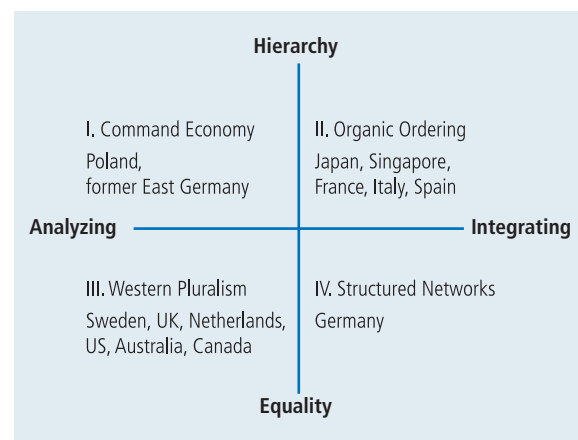 Hierarchy
I. Command Economy
Poland,
former East Germany
II. Organic Ordering
Japan, Singapore,
France, Italy, Spain
Analyzing
Integrating
III. Western Pluralism
Sweden, UK, Netherlands,
US, Australia, Canada
IV. Structured Networks
Germany
Equality